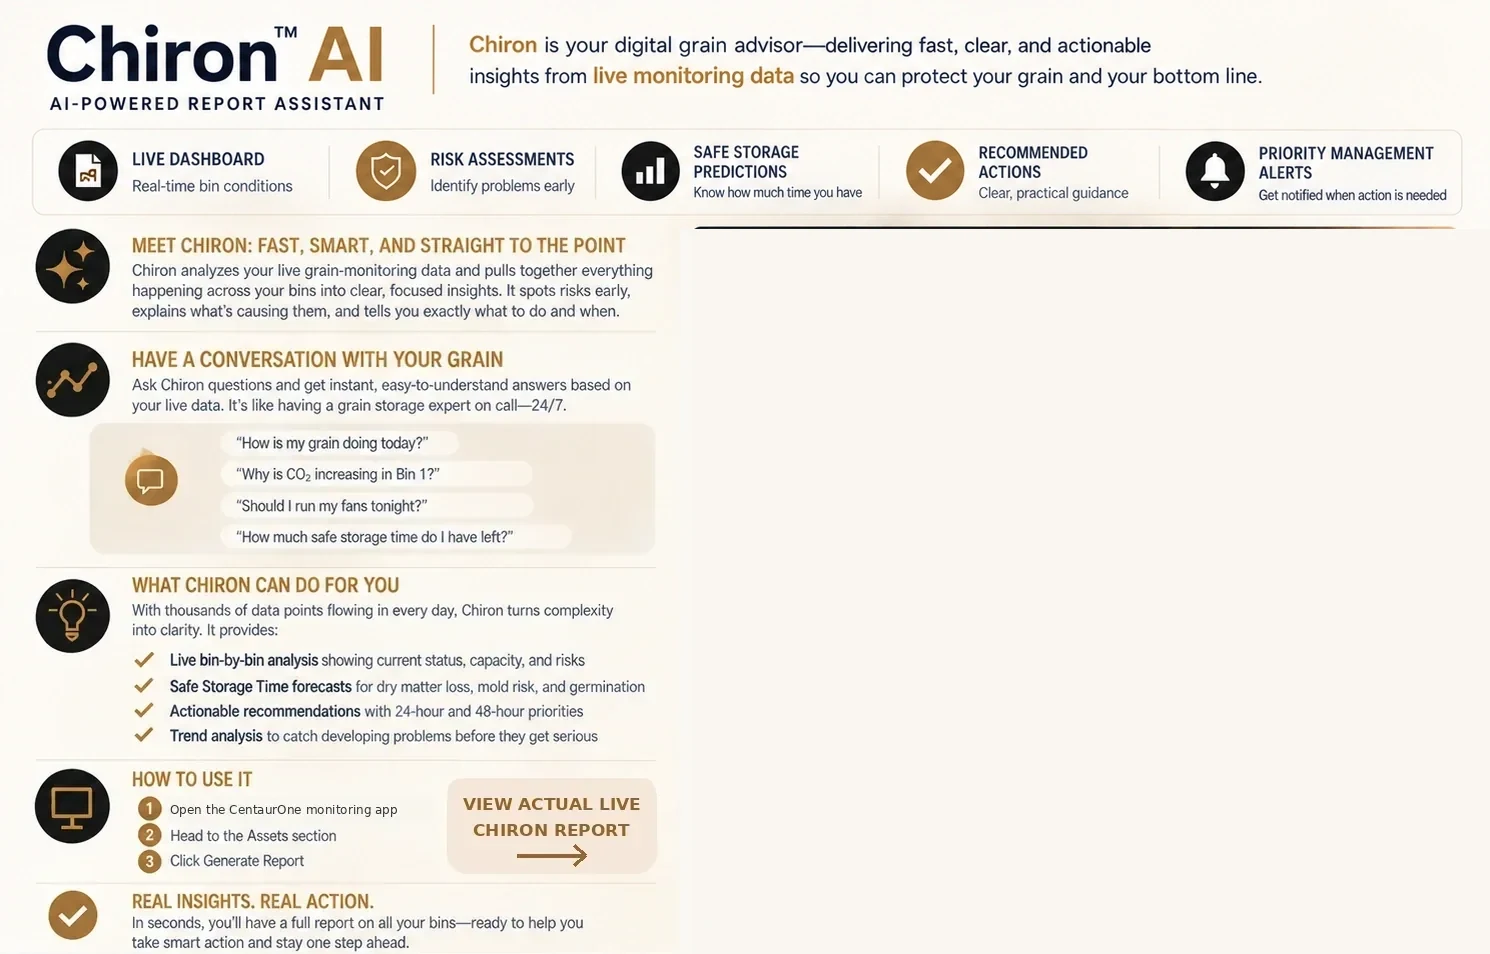 Chiron™ AI
AI-POWERED REPORT ASSISTANT
Chiron is your digital grain advisor—delivering fast, clear, and actionable
insights from live monitoring data so you can protect your grain and your bottom line.
LIVE DASHBOARD
Real-time bin conditions
RISK ASSESSMENTS
Identify problems early
SAFE STORAGE
PREDICTIONS
Know how much time you have
RECOMMENDED
ACTIONS
Clear, practical guidance
PRIORITY MANAGEMENT
ALERTS
Get notified when action is needed
MEET CHIRON: FAST, SMART, AND STRAIGHT TO THE POINT
Chiron analyzes your live grain-monitoring data and pulls together everything
happening across your bins into clear, focused insights. It spots risks early,
explains what's causing them, and tells you exactly what to do and when.
HAVE A CONVERSATION WITH YOUR GRAIN
Ask Chiron questions and get instant, easy-to-understand answers based on
your live data. It's like having a grain storage expert on call—24/7.
“How is my grain doing today?”
“Why is CO₂ increasing in Bin 1?”
“Should I run my fans tonight?”
“How much safe storage time do I have left?”
WHAT CHIRON CAN DO FOR YOU
With thousands of data points flowing in every day, Chiron turns complexity
into clarity. It provides:
Live bin-by-bin analysis showing current status, capacity, and risks
Safe Storage Time forecasts for dry matter loss, mold risk, and germination
Actionable recommendations with 24-hour and 48-hour priorities
Trend analysis to catch developing problems before they get serious
HOW TO USE IT
1 Open the CentaurOne monitoring app
2 Head to the Assets section
3 Click Generate Report
VIEW ACTUAL LIVE
CHIRON REPORT
REAL INSIGHTS. REAL ACTION.
In seconds, you'll have a full report on all your bins—ready to help you
take smart action and stay one step ahead.